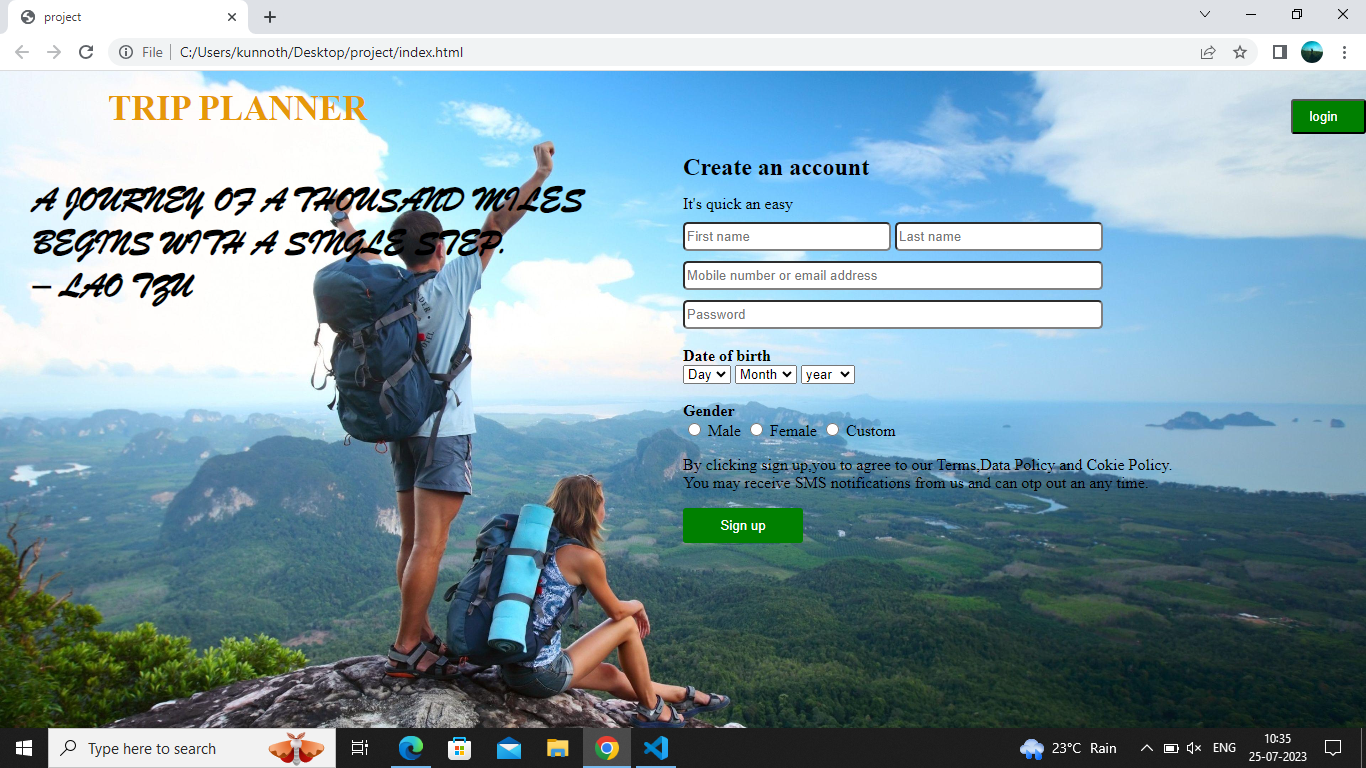 project
File
C:/Users/kunnoth/Desktop/project/index.html
TRIP PLANNER
login
A JOURNEY OF A THOUSAND MILES
BEGINS WITH A SINGLE STEP.
– LAO TZU
Create an account
It's quick an easy
First name Last name
Mobile number or email address
Password
Date of birth
Day Month year
Gender
Male Female Custom
By clicking sign up,you to agree to our Terms,Data Policy and Cokie Policy.
You may receive SMS notifications from us and can otp out an any time.
Sign up
Type here to search
23°C Rain
ENG
10:35
25-07-2023